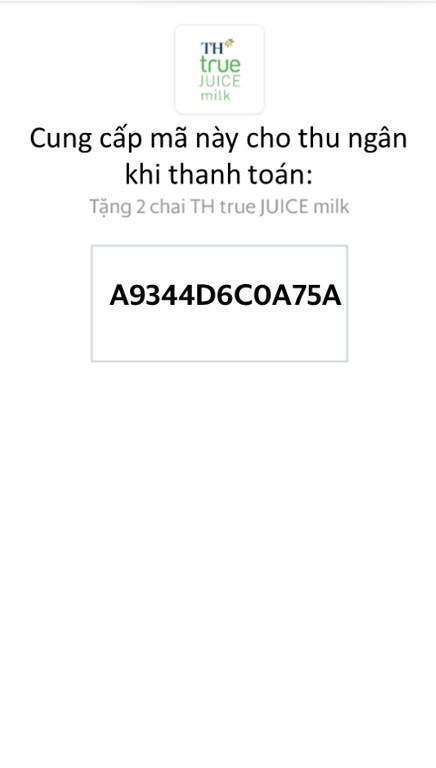 TH
true
JUICE
milk
Cung cấp mã này cho thu ngân
khi thanh toán:
Tặng 2 chai TH true JUICE milk
A9344D6C0A75A